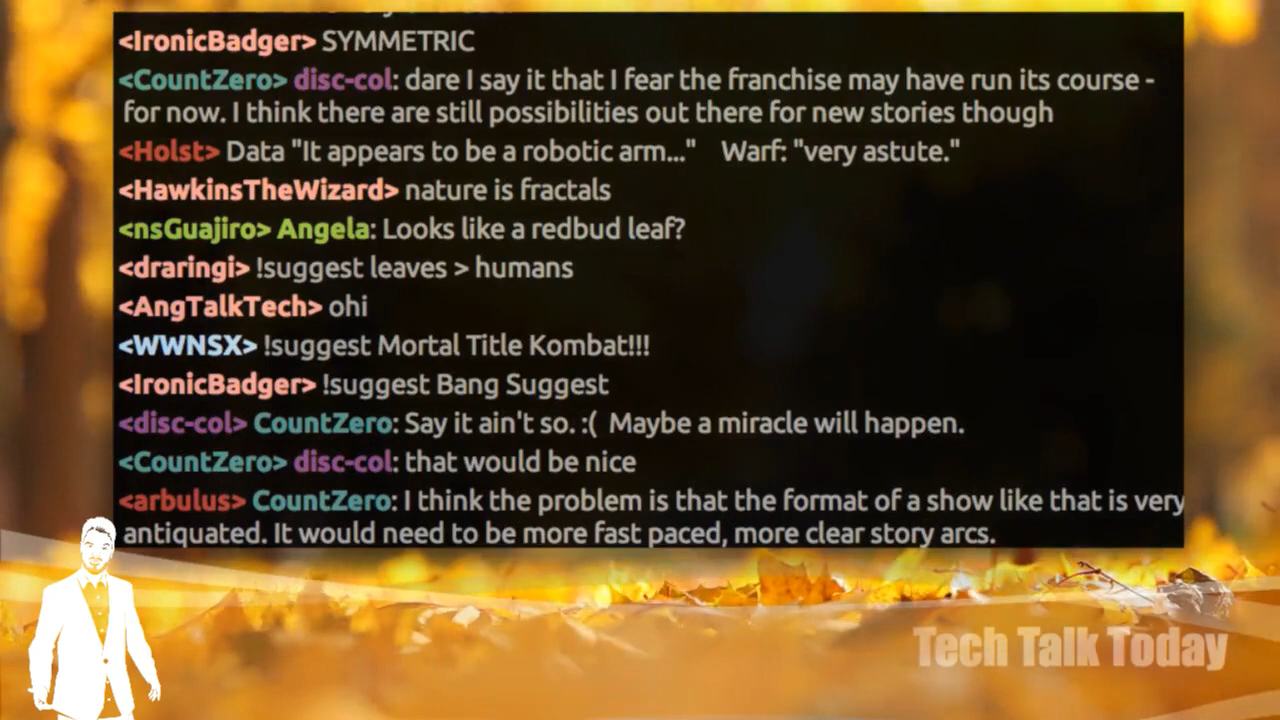 <IronicBadger> SYMMETRIC
<CountZero> disc-col: dare I say it that I fear the franchise may have run its course -
for now. I think there are still possibilities out there for new stories though
<Holst> Data "It appears to be a robotic arm..."    Warf: "very astute."
<HawkinsTheWizard> nature is fractals
<nsGuajiro> Angela: Looks like a redbud leaf?
<draringi> !suggest leaves > humans
<AngTalkTech> ohi
<WWNSX> !suggest Mortal Title Kombat!!!
<IronicBadger> !suggest Bang Suggest
<disc-col> CountZero: Say it ain't so. :(  Maybe a miracle will happen.
<CountZero> disc-col: that would be nice
<arbulus> CountZero: I think the problem is that the format of a show like that is very
antiquated. It would need to be more fast paced, more clear story arcs.
Tech Talk Today